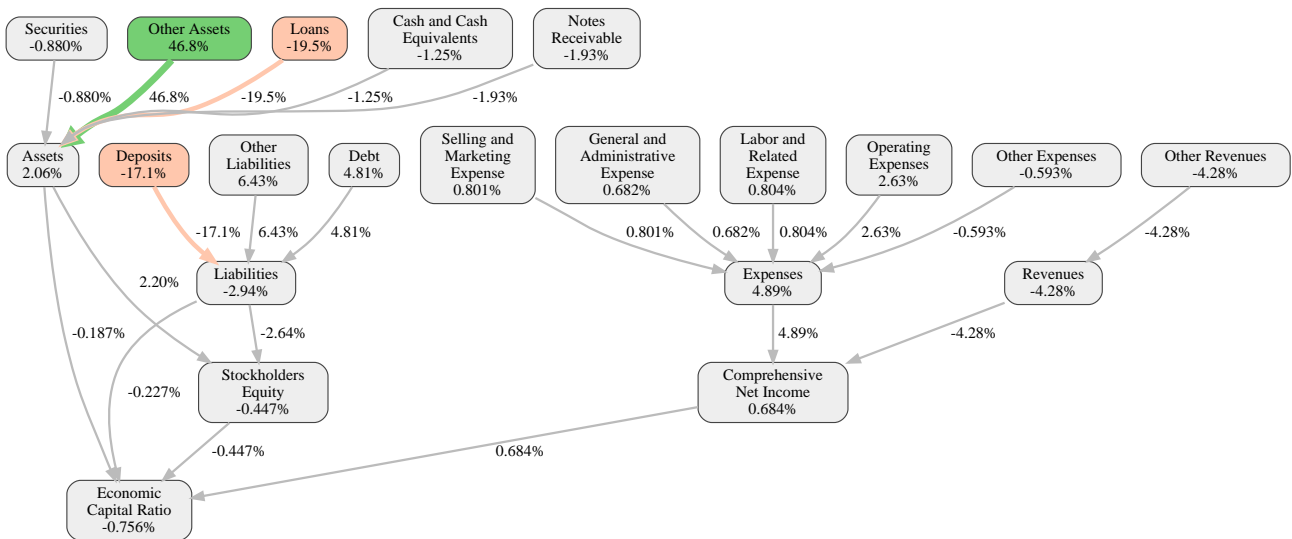 Securities
-0.880%
Other Assets
46.8%
Loans
-19.5%
Cash and Cash
Equivalents
-1.25%
Notes
Receivable
-1.93%
-0.880%
46.8%
-19.5%
-1.25%
-1.93%
Assets
2.06%
Deposits
-17.1%
Other
Liabilities
6.43%
Debt
4.81%
Selling and
Marketing
Expense
0.801%
General and
Administrative
Expense
0.682%
Labor and
Related
Expense
0.804%
Operating
Expenses
2.63%
Other Expenses
-0.593%
Other Revenues
-4.28%
-17.1%
6.43%
4.81%
0.801%
0.682%
0.804%
2.63%
-0.593%
-4.28%
2.20%
Liabilities
-2.94%
Expenses
4.89%
Revenues
-4.28%
-0.187%
-2.64%
4.89%
-4.28%
-0.227%
Stockholders
Equity
-0.447%
Comprehensive
Net Income
0.684%
-0.447%
0.684%
Economic
Capital Ratio
-0.756%